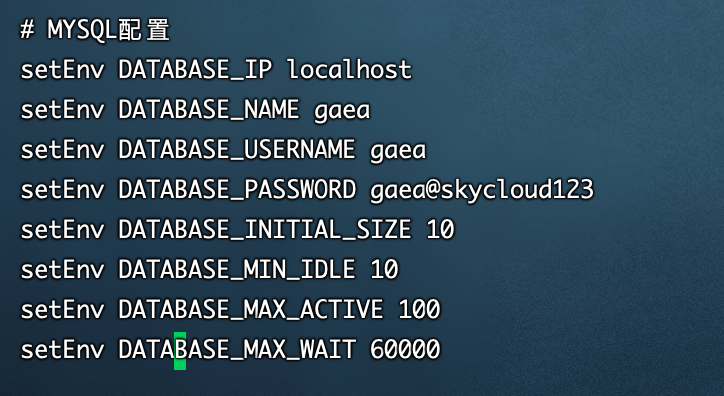 # MYSQL配置
setEnv DATABASE_IP localhost
setEnv DATABASE_NAME gaea
setEnv DATABASE_USERNAME gaea
setEnv DATABASE_PASSWORD gaea@skycloud123
setEnv DATABASE_INITIAL_SIZE 10
setEnv DATABASE_MIN_IDLE 10
setEnv DATABASE_MAX_ACTIVE 100
setEnv DATABASE_MAX_WAIT 60000